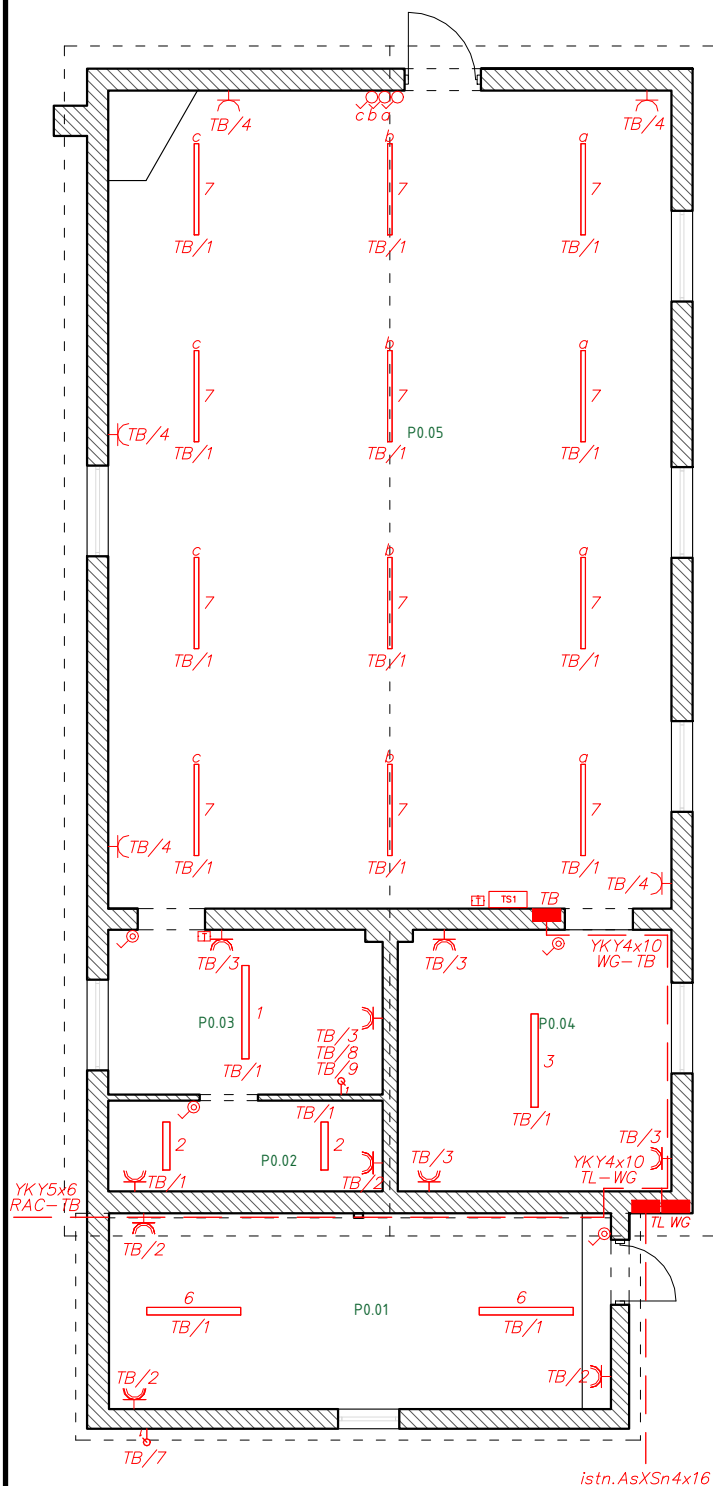 TB/4
c b a
TB/4
c
b
a
7
7
7
TB/1
TB/1
TB/1
c
b
a
7
7
7
TB/4
P0.05
TB/1
TB/1
TB/1
c
b
a
7
7
7
TB/1
TB/1
TB/1
c
b
a
7
7
7
TB/4
TB/1
TB/1
TB/1
TB/4
T
TS1
TB
T
TB/3
TB/3
YKY4x10
WG-TB
1
P0.03
TB/3
TB/8
TB/9
TB/1
P0.04
3
TB/1
TB/1
2
2
P0.02
TB/1
TB/2
TB/3
TB/3
YKY4x10
TL-WG
YKY5x6
RAC-TB
TL WG
TB/2
6
6
P0.01
TB/1
TB/1
TB/2
TB/2
TB/7
istn.AsXSn4x16